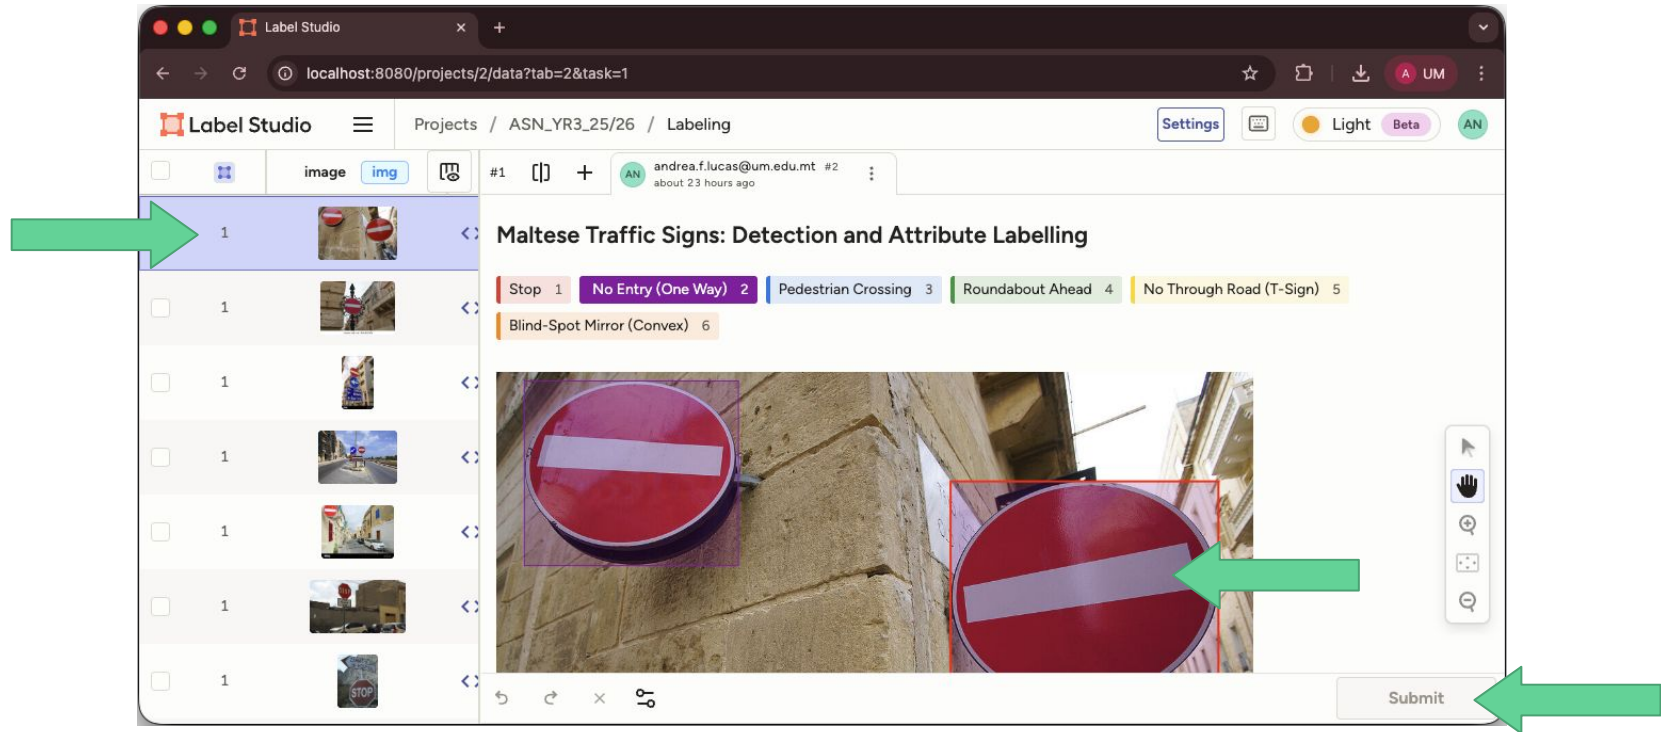 Label Studio
localhost:8080/projects/2/data?tab=2&task=1
A UM
Label Studio
Projects / ASN_YR3_25/26 / Labeling
Settings
Light Beta
AN
image img
#1
AN
andrea.f.lucas@um.edu.mt #2
about 23 hours ago
1
1
1
1
1
1
1
STOP
Maltese Traffic Signs: Detection and Attribute Labelling
Stop 1
No Entry (One Way) 2
Pedestrian Crossing 3
Roundabout Ahead 4
No Through Road (T-Sign) 5
Blind-Spot Mirror (Convex) 6
Submit